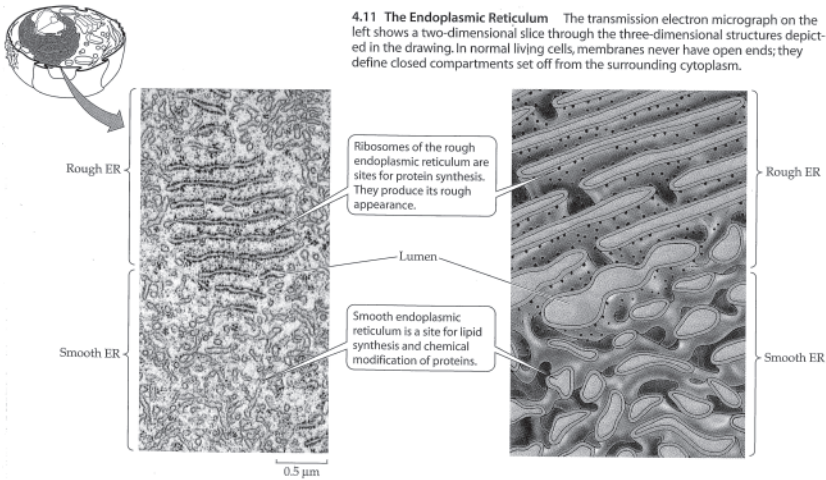 4.11 The Endoplasmic Reticulum The transmission electron micrograph on the
left shows a two-dimensional slice through the three-dimensional structures depict-
ed in the drawing. In normal living cells, membranes never have open ends; they
define closed compartments set off from the surrounding cytoplasm.
Rough ER
Ribosomes of the rough
endoplasmic reticulum are
sites for protein synthesis.
They produce its rough
appearance.
Rough ER
Lumen
Smooth ER
Smooth endoplasmic
reticulum is a site for lipid
synthesis and chemical
modification of proteins.
Smooth ER
0.5 µm